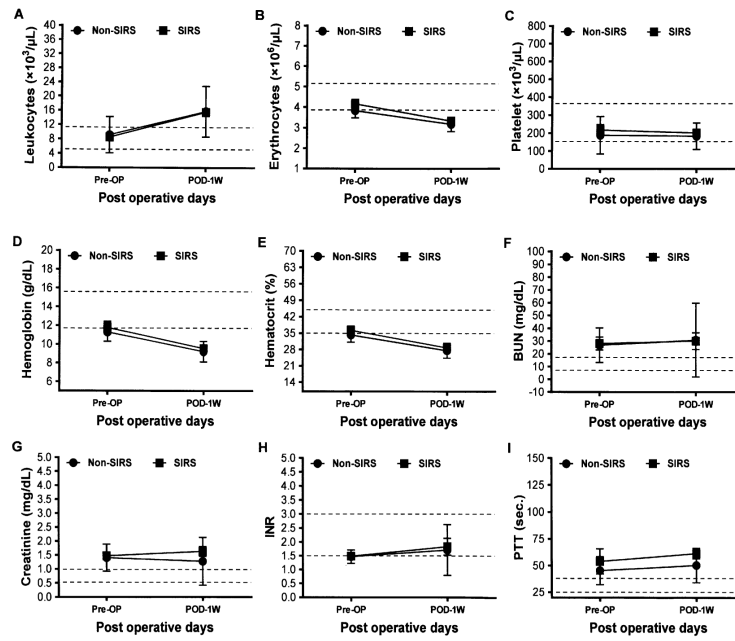 A
Non-SIRS SIRS
Leukocytes (×10³/µL)
40
36
32
28
24
20
16
12
8
4
0
Pre-OP POD-1W
Post operative days
B
Non-SIRS SIRS
Erythrocytes (×10⁶/µL)
8
7
6
5
4
3
2
1
Pre-OP POD-1W
Post operative days
C
Non-SIRS SIRS
Platelet (×10³/µL)
800
700
600
500
400
300
200
100
0
Pre-OP POD-1W
Post operative days
D
Non-SIRS SIRS
Hemoglobin (g/dL)
20
18
16
14
12
10
8
6
Pre-OP POD-1W
Post operative days
E
Non-SIRS SIRS
Hematocrit (%)
70
63
56
49
42
35
28
21
14
Pre-OP POD-1W
Post operative days
F
Non-SIRS SIRS
BUN (mg/dL)
100
90
80
70
60
50
40
30
20
10
0
-10
Pre-OP POD-1W
Post operative days
G
Non-SIRS SIRS
Creatinine (mg/dL)
5.0
4.5
4.0
3.5
3.0
2.5
2.0
1.5
1.0
0.5
0.0
Pre-OP POD-1W
Post operative days
H
Non-SIRS SIRS
INR
5.0
4.5
4.0
3.5
3.0
2.5
2.0
1.5
1.0
0.5
0.0
Pre-OP POD-1W
Post operative days
I
Non-SIRS SIRS
PTT (sec.)
150
125
100
75
50
25
Pre-OP POD-1W
Post operative days